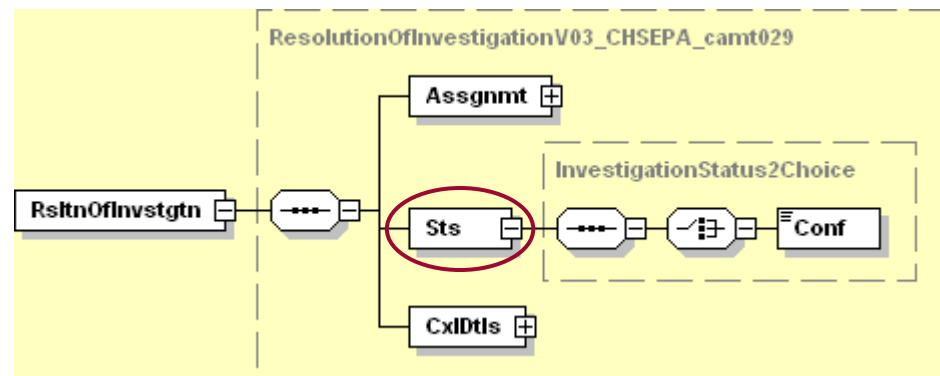 ResolutionOfInvestigationV03_CHSEPA_camt029
Assgnmt
InvestigationStatus2Choice
RsltnOfInvstgtn
Sts
Conf
CxlDtls